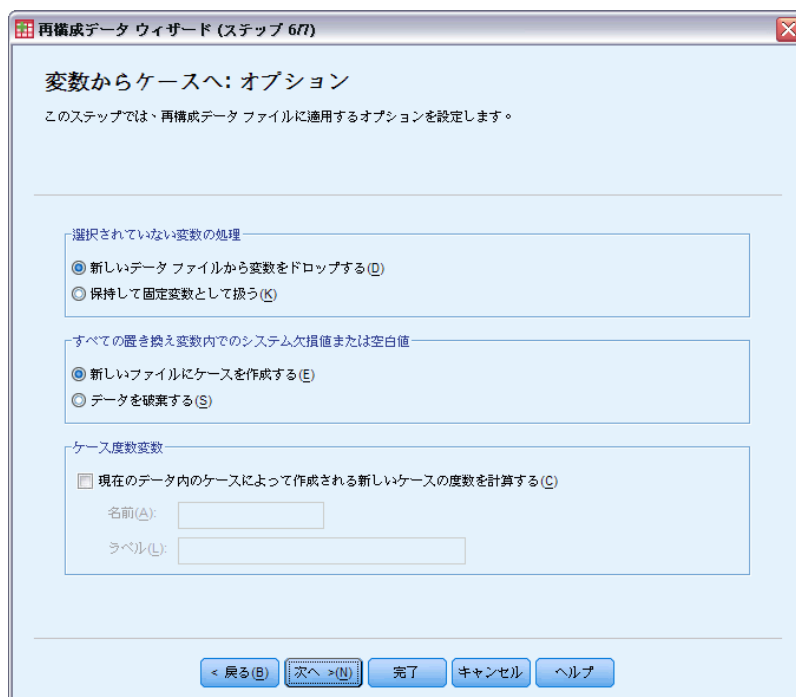 再構成データ ウィザード (ステップ 6/7)
変数からケースへ: オプション
このステップでは、再構成データ ファイルに適用するオプションを設定します。
選択されていない変数の処理
新しいデータ ファイルから変数をドロップする(D)
保持して固定変数として扱う(K)
すべての置き換え変数内でのシステム欠損値または空白値
新しいファイルにケースを作成する(E)
データを破棄する(S)
ケース度数変数
現在のデータ内のケースによって作成される新しいケースの度数を計算する(C)
名前(A):
ラベル(L):
< 戻る(B) 次へ >(N) 完了 キャンセル ヘルプ